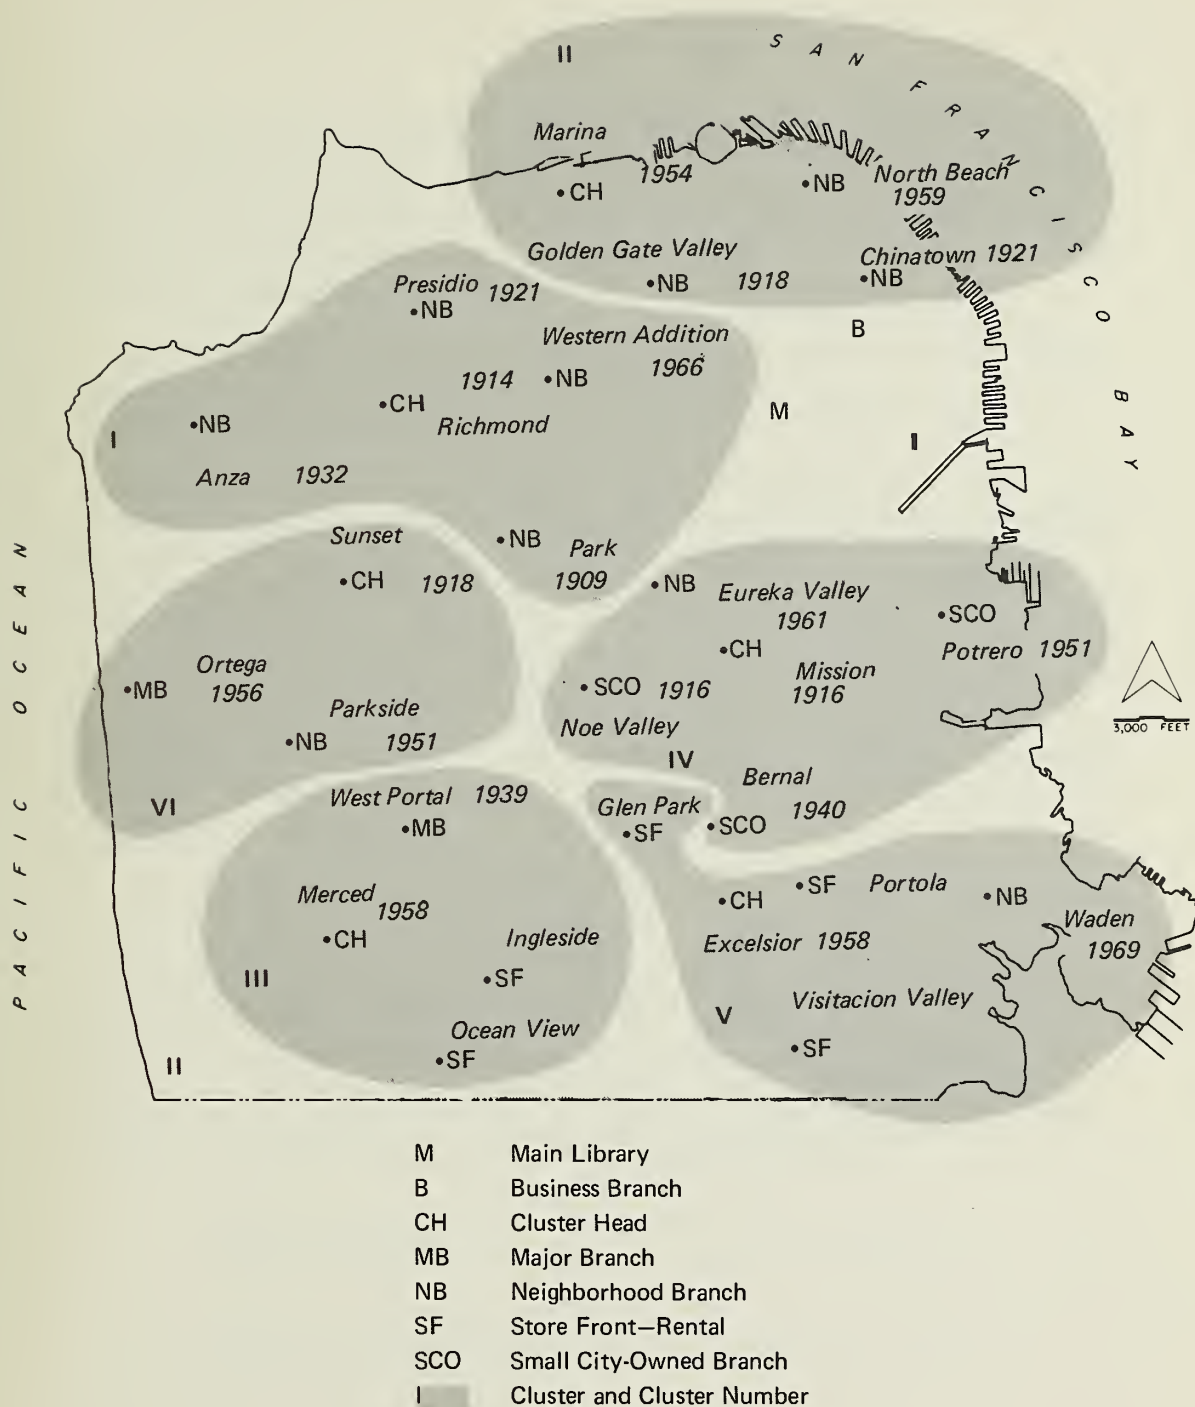 II
SAN FRANCISCO BAY
Marina
1954
•CH
•NB
North Beach
1959
Golden Gate Valley
•NB 1918
Chinatown 1921
•NB
Presidio 1921
•NB
B
Western Addition
1966
1914 •NB
•CH
Richmond
M
•NB
I
I
Anza 1932
Sunset
•CH 1918
•NB Park
1909
•NB
Eureka Valley
1961
•SCO
Potrero 1951
•CH
Mission
1916
PACIFIC OCEAN
Ortega
•MB 1956
•SCO 1916
Noe Valley
Parkside
•NB 1951
3,000 FEET
IV
VI
West Portal 1939
•MB
Glen Park
•SF
Bernal
•SCO 1940
Merced
1958
•CH
Ingleside
•SF
III
•CH
•SF Portola
•NB
Waden
1969
Excelsior 1958
Visitacion Valley
V
•SF
Ocean View
•SF
II
M Main Library
B Business Branch
CH Cluster Head
MB Major Branch
NB Neighborhood Branch
SF Store Front—Rental
SCO Small City-Owned Branch
I Cluster and Cluster Number